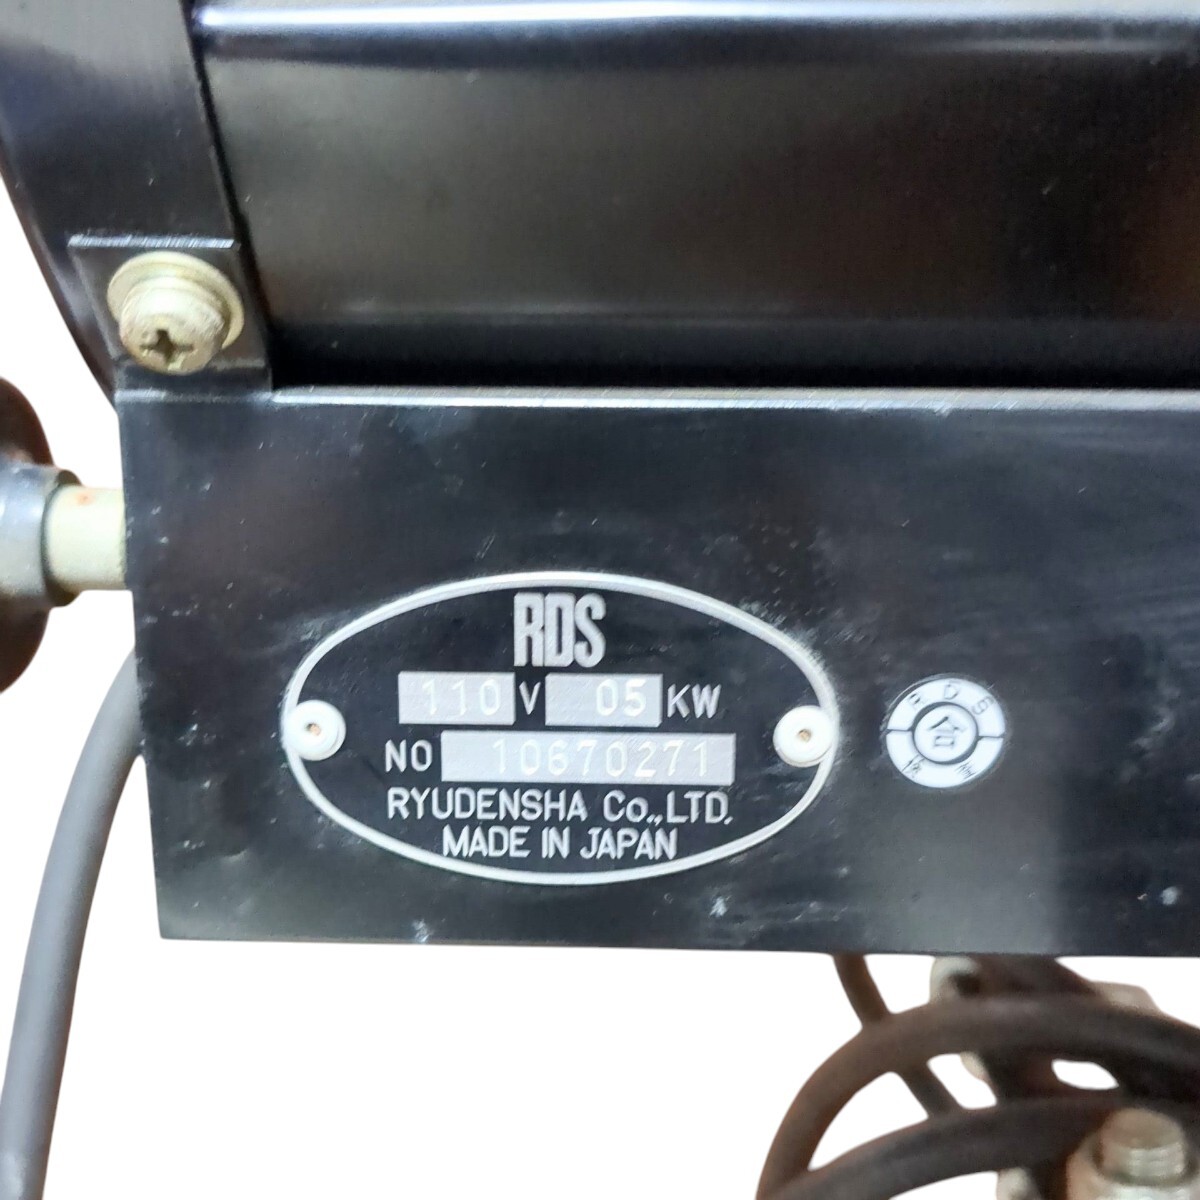 RDS
110 V 05 KW
NO 10670271
RYUDENSHA Co.,LTD.
MADE IN JAPAN
RDS
合